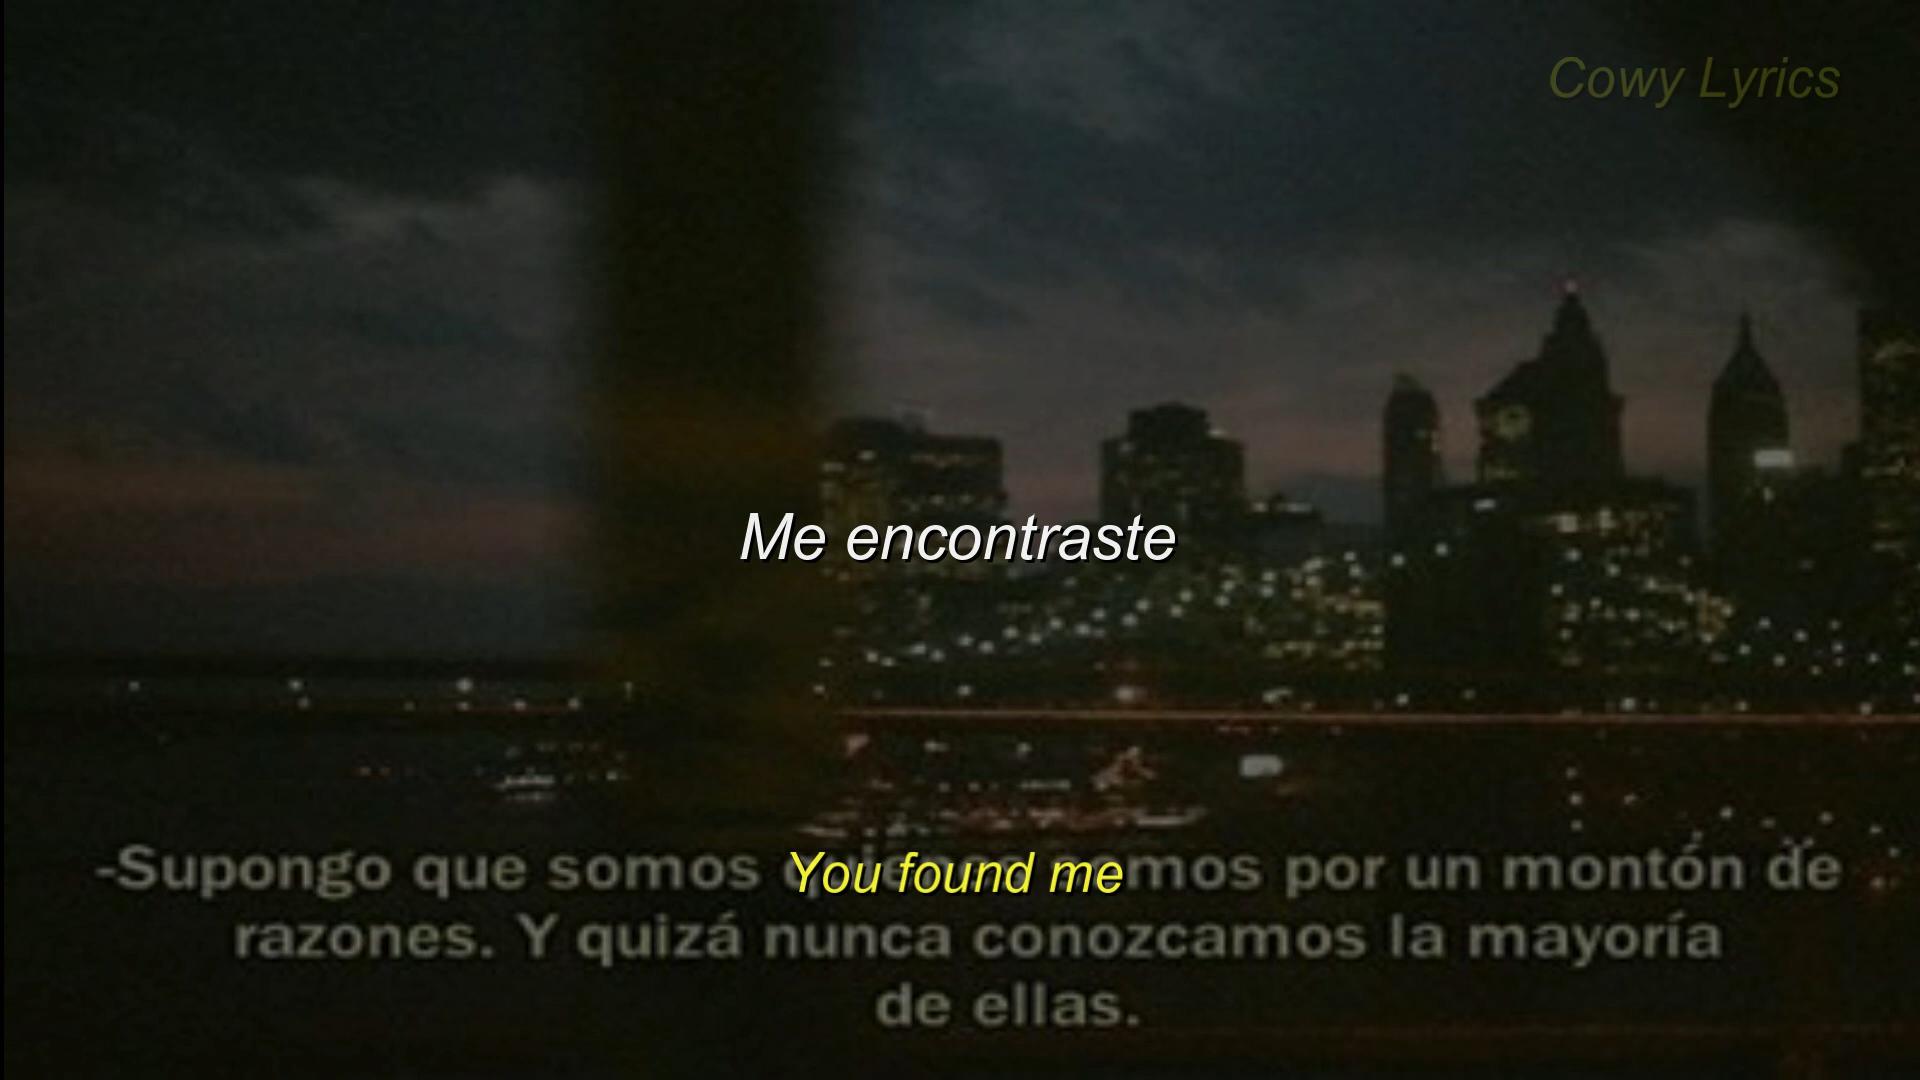 Cowy Lyrics
Me encontraste
You found me
-Supongo que somos mos por un montón de
razones. Y quizá nunca conozcamos la mayoría
de ellas.